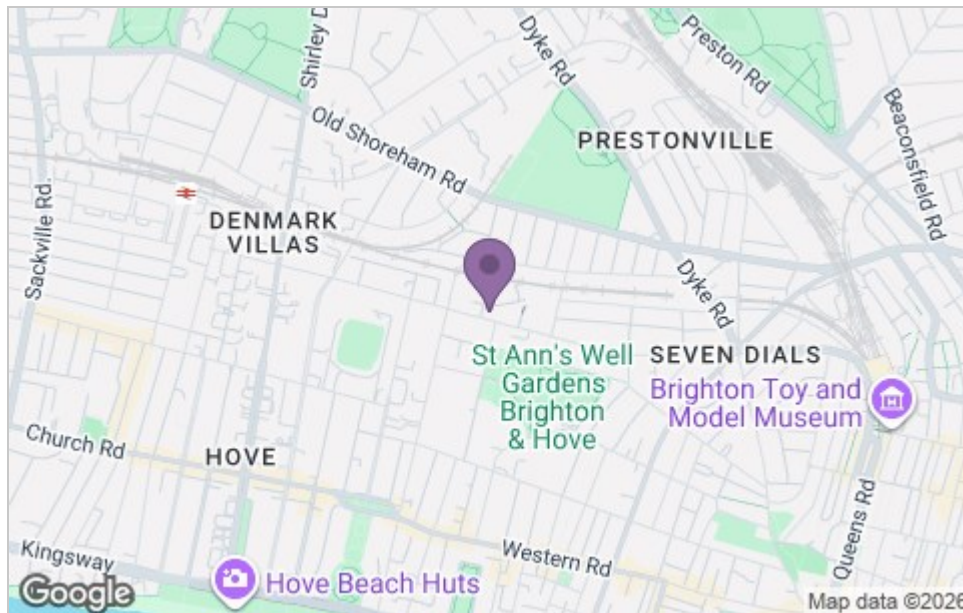 Shirley D
Dyke Rd
Preston Rd
Beaconsfield Rd
Old Shoreham Rd
PRESTONVILLE
Sackville Rd.
DENMARK
VILLAS
Dyke Rd
St Ann's Well
Gardens
Brighton
& Hove
SEVEN DIALS
Brighton Toy and
Model Museum
Church Rd
HOVE
Queens Rd
Western Rd
Kingsway
Hove Beach Huts
Google
Map data ©2026